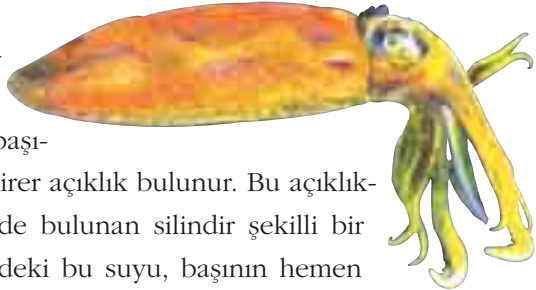 başı-
irer açıklık bulunur. Bu açıklık-
de bulunan silindir şekilli bir
deki bu suyu, başının hemen